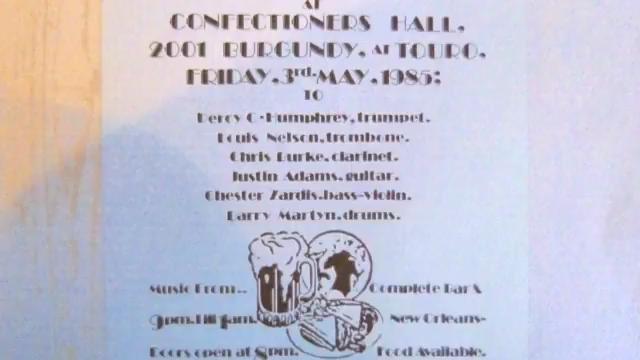 AT
CONFECTIONERS HALL,
2001 BURGUNDY, AT TOURO,
FRIDAY, 3rd MAY, 1985;
TO
Percy G. Humphrey, trumpet.
Louis Nelson, trombone.
Chris Burke, clarinet.
Justin Adams, guitar.
Chester Zardis, bass-violin.
Barry Martyn, drums.
Music From.. Complete Bar &
9pm. till 1am. New Orleans-
Doors open at 8pm. Food Available.